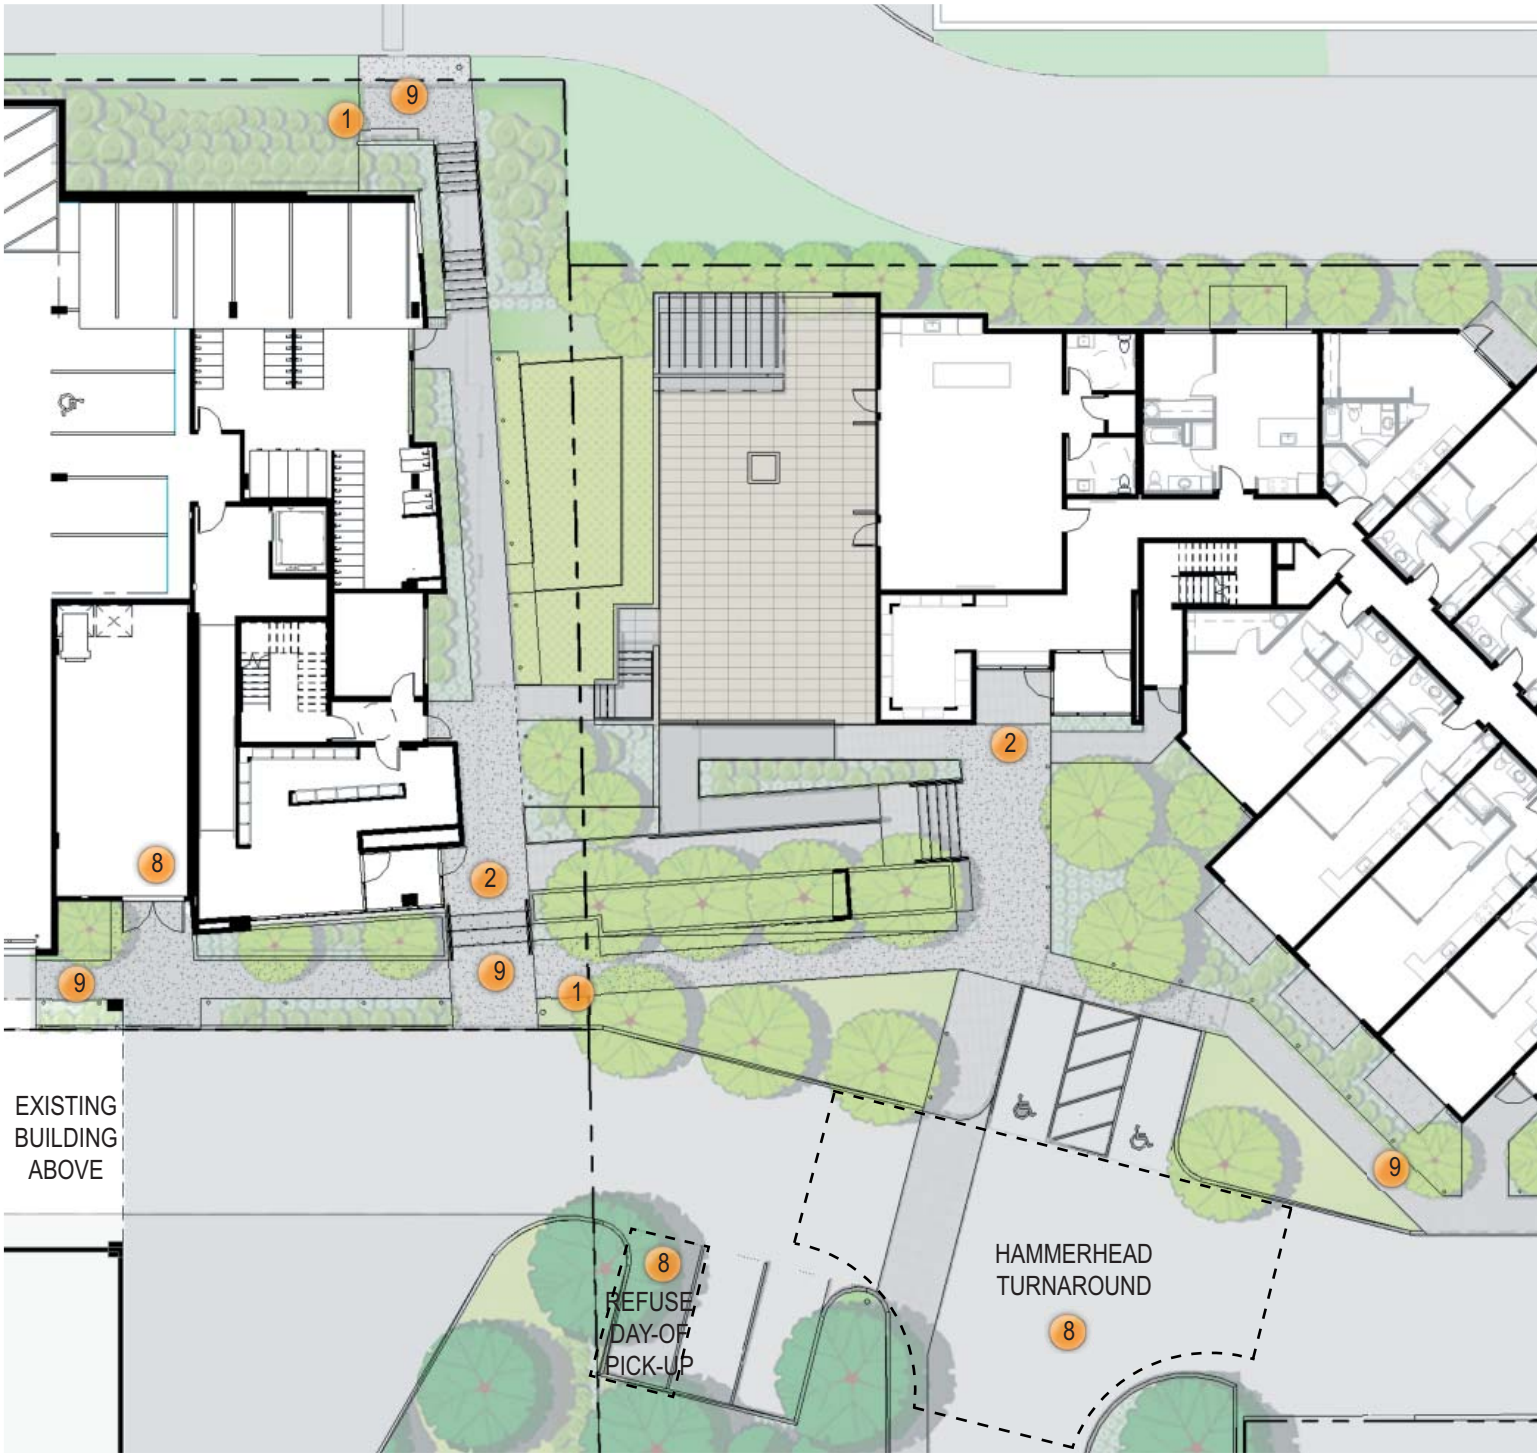 9
1
2
8
2
9
9
1
EXISTING
BUILDING
ABOVE
9
8
REFUSE
DAY-OF
PICK-UP
HAMMERHEAD
TURNAROUND
8